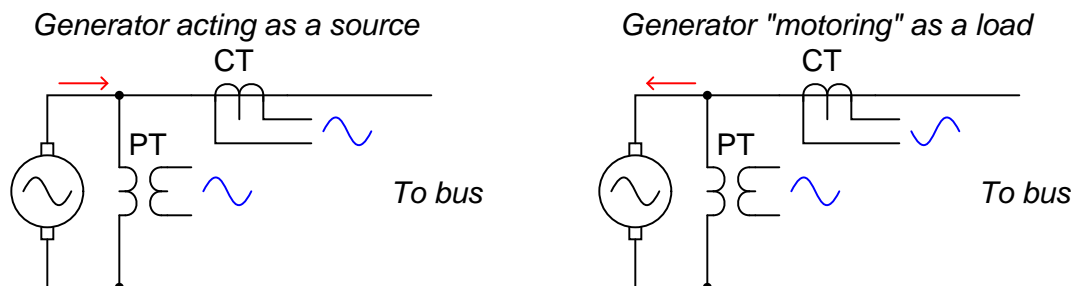 Generator acting as a source
CT
PT
To bus
Generator "motoring" as a load
CT
PT
To bus